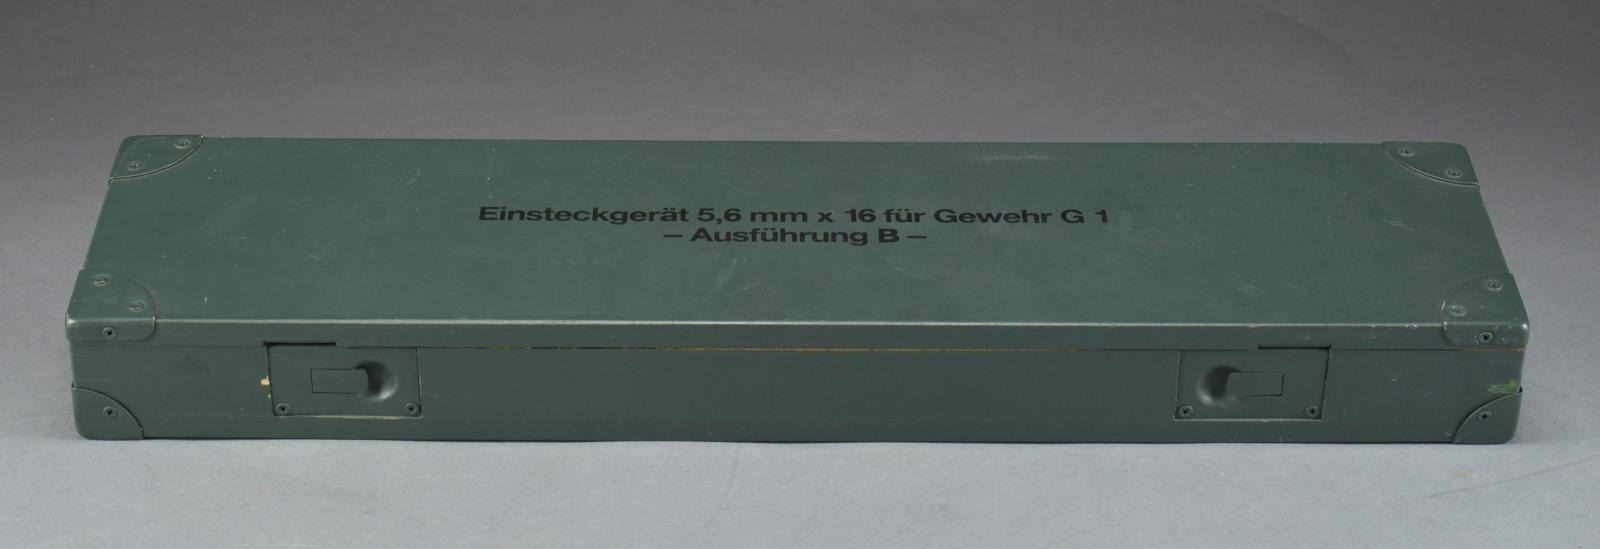 Einsteckgerät 5,6 mm x 16 für Gewehr G 1
– Ausführung B –